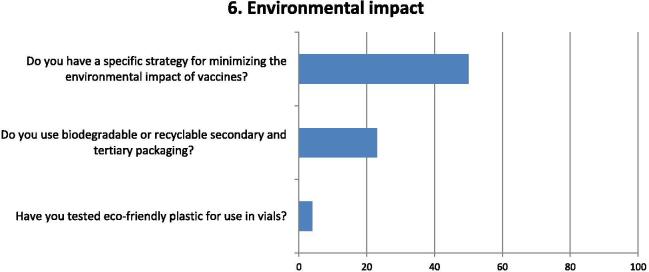 6. Environmental impact
Do you have a specific strategy for minimizing the
environmental impact of vaccines?
Do you use biodegradable or recyclable secondary and
tertiary packaging?
Have you tested eco-friendly plastic for use in vials?
0 20 40 60 80 100